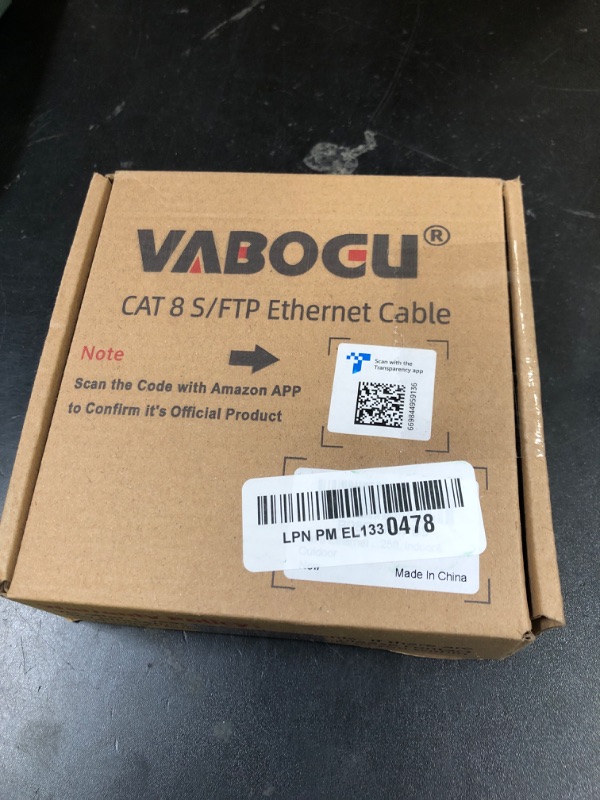 VABOGU®
CAT 8 S/FTP Ethernet Cable
Note
Scan the Code with Amazon APP
to Confirm it's Official Product
Scan with the
Transparency app
669844959136
LPN PM EL133 0478
Made In China